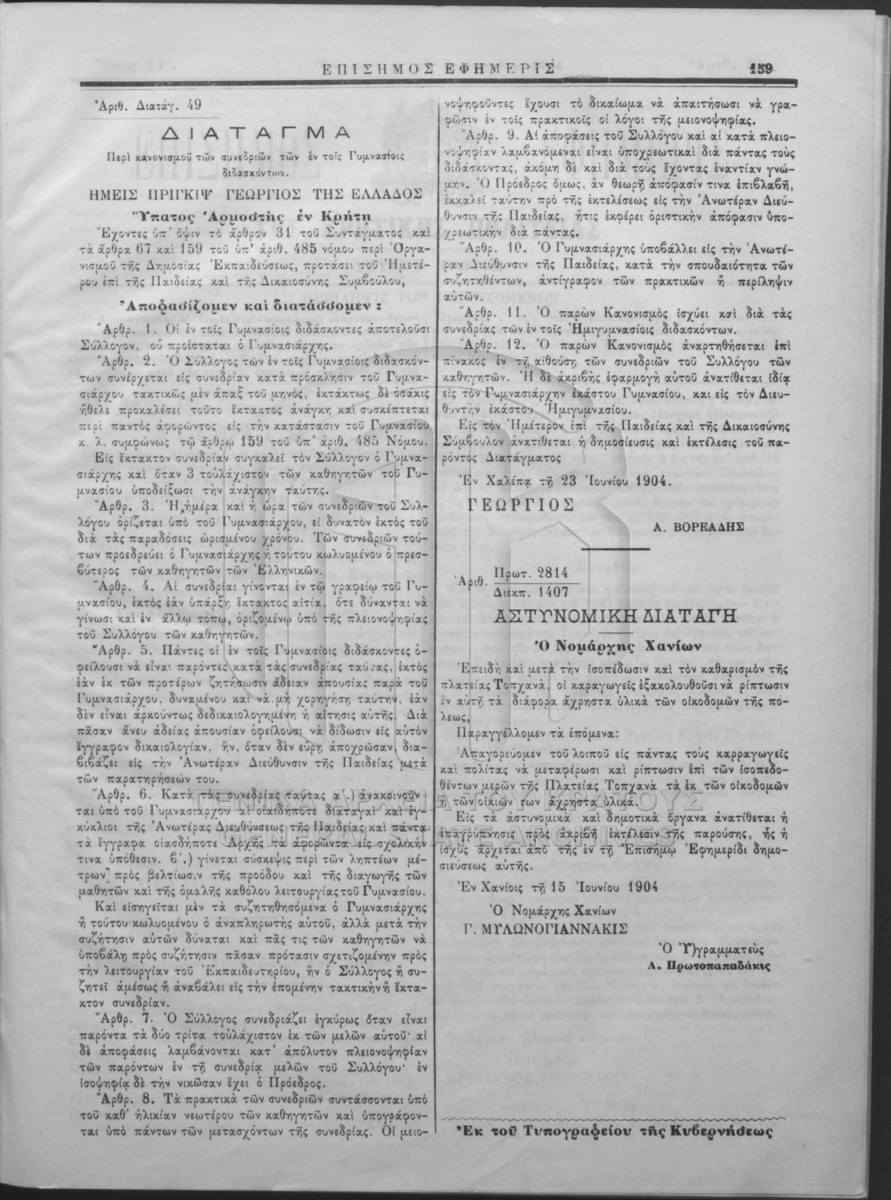 ΕΠΙΣΗΜΟΣ ΕΦΗΜΕΡΙΣ
159
Ἀριθ. Διατάγ. 49
ΔΙΑΤΑΓΜΑ
Περὶ κανονισμοῦ τῶν συνεδριῶν τῶν ἐν τοῖς Γυμνασίοις
διδασκόντων.
ΗΜΕΙΣ ΠΡΙΓΚΙΨ ΓΕΩΡΓΙΟΣ ΤΗΣ ΕΛΛΑΔΟΣ
Ὕπατος Ἁρμοστὴς ἐν Κρήτῃ
Ἔχοντες ὑπ' ὄψιν τὸ ἄρθρον 31 τοῦ Συντάγματος καὶ
τὰ ἄρθρα 67 καὶ 159 τοῦ ὑπ' ἀριθ. 485 νόμου περὶ Ὀργα-
νισμοῦ τῆς Δημοσίας Ἐκπαιδεύσεως, προτάσει τοῦ Ἡμετέ-
ρου ἐπὶ τῆς Παιδείας καὶ τῆς Δικαιοσύνης Συμβούλου,
Ἀποφασίζομεν καὶ διατάσσομεν :
Ἄρθρ. 1. Οἱ ἐν τοῖς Γυμνασίοις διδάσκοντες ἀποτελοῦσι
Σύλλογον, οὗ προΐσταται ὁ Γυμνασιάρχης.
Ἄρθρ. 2. Ὁ Σύλλογος τῶν ἐν τοῖς Γυμνασίοις διδασκόν-
των συνέρχεται εἰς συνεδρίαν κατὰ πρόσκλησιν τοῦ Γυμνα-
σιάρχου τακτικῶς μὲν ἅπαξ τοῦ μηνός, ἐκτάκτως δὲ ὁσάκις
ἤθελε προκαλέσει τοῦτο ἔκτακτος ἀνάγκη καὶ συσκέπτεται
περὶ παντὸς ἀφορῶντος εἰς τὴν κατάστασιν τοῦ Γυμνασίου
κ. λ. συμφώνως τῷ ἄρθρῳ 159 τοῦ ὑπ' ἀριθ. 485 Νόμου.
Εἰς ἔκτακτον συνεδρίαν συγκαλεῖ τὸν Σύλλογον ὁ Γυμνα-
σιάρχης καὶ ὅταν 3 τοὐλάχιστον τῶν καθηγητῶν τοῦ Γυ-
μνασίου ὑποδείξωσι τὴν ἀνάγκην ταύτης.
Ἄρθρ. 3. Ἡ ἡμέρα καὶ ἡ ὥρα τῶν συνεδριῶν τοῦ Συλ-
λόγου ὁρίζεται ὑπὸ τοῦ Γυμνασιάρχου, εἰ δυνατὸν ἐκτὸς τοῦ
διὰ τὰς παραδόσεις ὡρισμένου χρόνου. Τῶν συνεδριῶν τού-
των προεδρεύει ὁ Γυμνασιάρχης ἢ τούτου κωλυομένου ὁ πρεσ-
βύτερος τῶν καθηγητῶν τῶν Ἑλληνικῶν.
Ἄρθρ. 4. Αἱ συνεδρίαι γίνονται ἐν τῷ γραφείῳ τοῦ Γυ-
μνασίου, ἐκτὸς ἐὰν ὑπάρξῃ ἔκτακτος αἰτία, ὅτε δύνανται νὰ
γίνωσι καὶ ἐν ἄλλῳ τόπῳ, ὁριζομένῳ ὑπὸ τῆς πλειονοψηφίας
τοῦ Συλλόγου τῶν καθηγητῶν.
Ἄρθρ. 5. Πάντες οἱ ἐν τοῖς Γυμνασίοις διδάσκοντες ὀ-
φείλουσι νὰ εἶναι παρόντες κατὰ τὰς συνεδρίας ταύτας, ἐκτὸς
ἐὰν ἐκ τῶν προτέρων ζητήσωσιν ἄδειαν ἀπουσίας παρὰ τοῦ
Γυμνασιάρχου, δυναμένου καὶ νὰ μὴ χορηγήσῃ ταύτην, ἐὰν
δὲν εἶναι ἀρκούντως δεδικαιολογημένη ἡ αἴτησις αὐτῆς. Διὰ
πᾶσαν ἄνευ ἀδείας ἀπουσίαν ὀφείλουσι νὰ δίδωσιν εἰς αὐτὸν
ἔγγραφον δικαιολογίαν, ἥν, ὅταν δὲν εὕρῃ ἀποχρῶσαν, δια-
βιβάζει εἰς τὴν Ἀνωτέραν Διεύθυνσιν τῆς Παιδείας μετὰ
τῶν παρατηρήσεών του.
Ἄρθρ. 6. Κατὰ τὰς συνεδρίας ταύτας α΄.) ἀνακοινοῦν-
ται ὑπὸ τοῦ Γυμνασιάρχου αἱ οἱαιδήποτε διαταγαὶ καὶ ἐγ-
κύκλιοι τῆς Ἀνωτέρας Διευθύνσεως τῆς Παιδείας καὶ πάντα
τὰ ἔγγραφα οἱασδήποτε Ἀρχῆς τὰ ἀφορῶντα εἰς σχολικήν
τινα ὑπόθεσιν. β΄.) γίνεται σύσκεψις περὶ τῶν ληπτέων μέ-
τρων πρὸς βελτίωσιν τῆς προόδου καὶ τῆς διαγωγῆς τῶν
μαθητῶν καὶ τῆς ὁμαλῆς καθόλου λειτουργίας τοῦ Γυμνασίου.
Καὶ εἰσηγεῖται μὲν τὰ συζητηθησόμενα ὁ Γυμνασιάρχης
ἢ τούτου κωλυομένου ὁ ἀναπληρωτὴς αὐτοῦ, ἀλλὰ μετὰ τὴν
συζήτησιν αὐτῶν δύναται καὶ πᾶς τις τῶν καθηγητῶν νὰ
ὑποβάλῃ πρὸς συζήτησιν πᾶσαν πρότασιν σχετιζομένην πρὸς
τὴν λειτουργίαν τοῦ Ἐκπαιδευτηρίου, ἣν ὁ Σύλλογος ἢ συ-
ζητεῖ ἀμέσως ἢ ἀναβάλει εἰς τὴν ἑπομένην τακτικὴν ἢ ἔκτα-
κτον συνεδρίαν.
Ἄρθρ. 7. Ὁ Σύλλογος συνεδριάζει ἐγκύρως ὅταν εἶναι
παρόντα τὰ δύο τρίτα τοὐλάχιστον ἐκ τῶν μελῶν αὐτοῦ· αἱ
δὲ ἀποφάσεις λαμβάνονται κατ' ἀπόλυτον πλειονοψηφίαν
τῶν παρόντων ἐν τῇ συνεδρίᾳ μελῶν τοῦ Συλλόγου· ἐν
ἰσοψηφίᾳ δὲ τὴν νικῶσαν ἔχει ὁ Πρόεδρος.
Ἄρθρ. 8. Τὰ πρακτικὰ τῶν συνεδριῶν συντάσσονται ὑπὸ
τοῦ καθ' ἡλικίαν νεωτέρου τῶν καθηγητῶν καὶ ὑπογράφον-
ται ὑπὸ πάντων τῶν μετασχόντων τῆς συνεδρίας. Οἱ μειο-
νοψηφοῦντες ἔχουσι τὸ δικαίωμα νὰ ἀπαιτήσωσι νὰ γρα-
φῶσιν ἐν τοῖς πρακτικοῖς οἱ λόγοι τῆς μειονοψηφίας.
Ἄρθρ. 9. Αἱ ἀποφάσεις τοῦ Συλλόγου καὶ αἱ κατὰ πλειο-
νοψηφίαν λαμβανόμεναι εἶναι ὑποχρεωτικαὶ διὰ πάντας τοὺς
διδάσκοντας, ἀκόμη δὲ καὶ διὰ τοὺς ἔχοντας ἐναντίαν γνώ-
μην. Ὁ Πρόεδρος ὅμως, ἂν θεωρῇ ἀπόφασίν τινα ἐπιβλαβῆ,
ἐκκαλεῖ ταύτην πρὸ τῆς ἐκτελέσεως εἰς τὴν Ἀνωτέραν Διεύ-
θυνσιν τῆς Παιδείας, ἥτις ἐκφέρει ὁριστικὴν ἀπόφασιν ὑπο-
χρεωτικὴν διὰ πάντας.
Ἄρθρ. 10. Ὁ Γυμνασιάρχης ὑποβάλλει εἰς τὴν Ἀνωτέ-
ραν Διεύθυνσιν τῆς Παιδείας, κατὰ τὴν σπουδαιότητα τῶν
συζητηθέντων, ἀντίγραφον τῶν πρακτικῶν ἢ περίληψιν
αὐτῶν.
Ἄρθρ. 11. Ὁ παρὼν Κανονισμὸς ἰσχύει καὶ διὰ τὰς
συνεδρίας τῶν ἐν τοῖς Ἡμιγυμνασίοις διδασκόντων.
Ἄρθρ. 12. Ὁ παρὼν Κανονισμὸς ἀναρτηθήσεται ἐπὶ
πίνακος ἐν τῇ αἰθούσῃ τῶν συνεδριῶν τοῦ Συλλόγου τῶν
καθηγητῶν. Ἡ δὲ ἀκριβὴς ἐφαρμογὴ αὐτοῦ ἀνατίθεται ἰδίᾳ
εἰς τὸν Γυμνασιάρχην ἑκάστου Γυμνασίου, και εἰς τὸν Διευ-
θυντὴν ἑκάστου Ἡμιγυμνασίου.
Εἰς τὸν Ἡμέτερον ἐπὶ τῆς Παιδείας καὶ τῆς Δικαιοσύνης
Σύμβουλον ἀνατίθεται ἡ δημοσίευσις καὶ ἐκτέλεσις τοῦ πα-
ρόντος Διατάγματος
Ἐν Χαλέπᾳ τῇ 23 Ἰουνίου 1904.
ΓΕΩΡΓΙΟΣ
Α. ΒΟΡΕΑΔΗΣ
Ἀριθ. Πρωτ. 2814
Διεκπ. 1407
ΑΣΤΥΝΟΜΙΚΗ ΔΙΑΤΑΓΗ
Ὁ Νομάρχης Χανίων
Ἐπειδὴ καὶ μετὰ τὴν ἰσοπέδωσιν καὶ τὸν καθαρισμὸν τῆς
πλατείας Τοπχανὰ, οἱ καραγωγεῖς ἐξακολουθοῦσι νὰ ρίπτωσιν
ἐν αὐτῇ τὰ διάφορα ἄχρηστα ὑλικὰ τῶν οἰκοδομῶν τῆς πό-
λεως,
Παραγγέλλομεν τὰ ἑπόμενα:
Ἀπαγορεύομεν τοῦ λοιποῦ εἰς πάντας τοὺς καρραγωγεῖς
καὶ πολίτας νὰ μεταφέρωσι καὶ ρίπτωσιν ἐπὶ τῶν ἰσοπεδω-
θέντων μερῶν τῆς Πλατείας Τοπχανὰ τὰ ἐκ τῶν οἰκοδομῶν
ἢ τῶν οἰκιῶν των ἄχρηστα ὑλικά.
Εἰς τὰ ἀστυνομικὰ καὶ δημοτικὰ ὄργανα ἀνατίθεται ἡ
ἐπαγρύπνησις πρὸς ἀκριβῆ ἐκτέλεσιν τῆς παρούσης, ἧς ἡ
ἰσχὺς ἄρχεται ἀπὸ τῆς ἐν τῇ Ἐπισήμῳ Ἐφημερίδι δημο-
σιεύσεως αὐτῆς.
Ἐν Χανίοις τῇ 15 Ἰουνίου 1904
Ὁ Νομάρχης Χανίων
Γ. ΜΥΛΩΝΟΓΙΑΝΝΑΚΙΣ
Ὁ Ὑ)γραμματεὺς
Λ. Πρωτοπαπαδάκις
Ἐκ τοῦ Τυπογραφείου τῆς Κυβερνήσεως